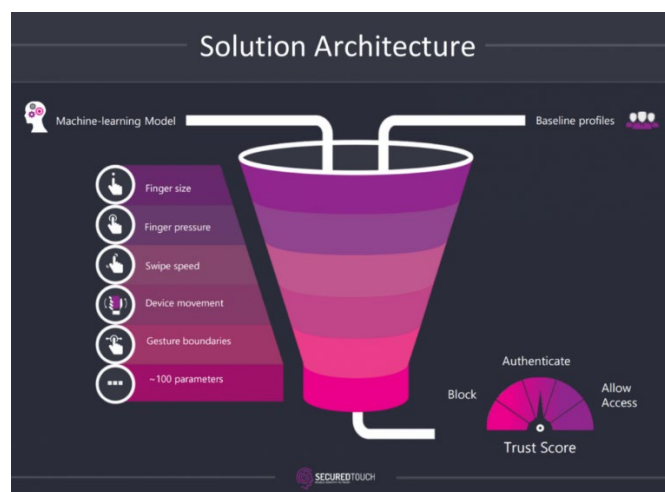 Solution Architecture
Machine-learning Model
Baseline profiles
Finger size
Finger pressure
Swipe speed
Device movement
Gesture boundaries
~100 parameters
Authenticate
Block
Allow
Access
Trust Score
SECUREDTOUCH